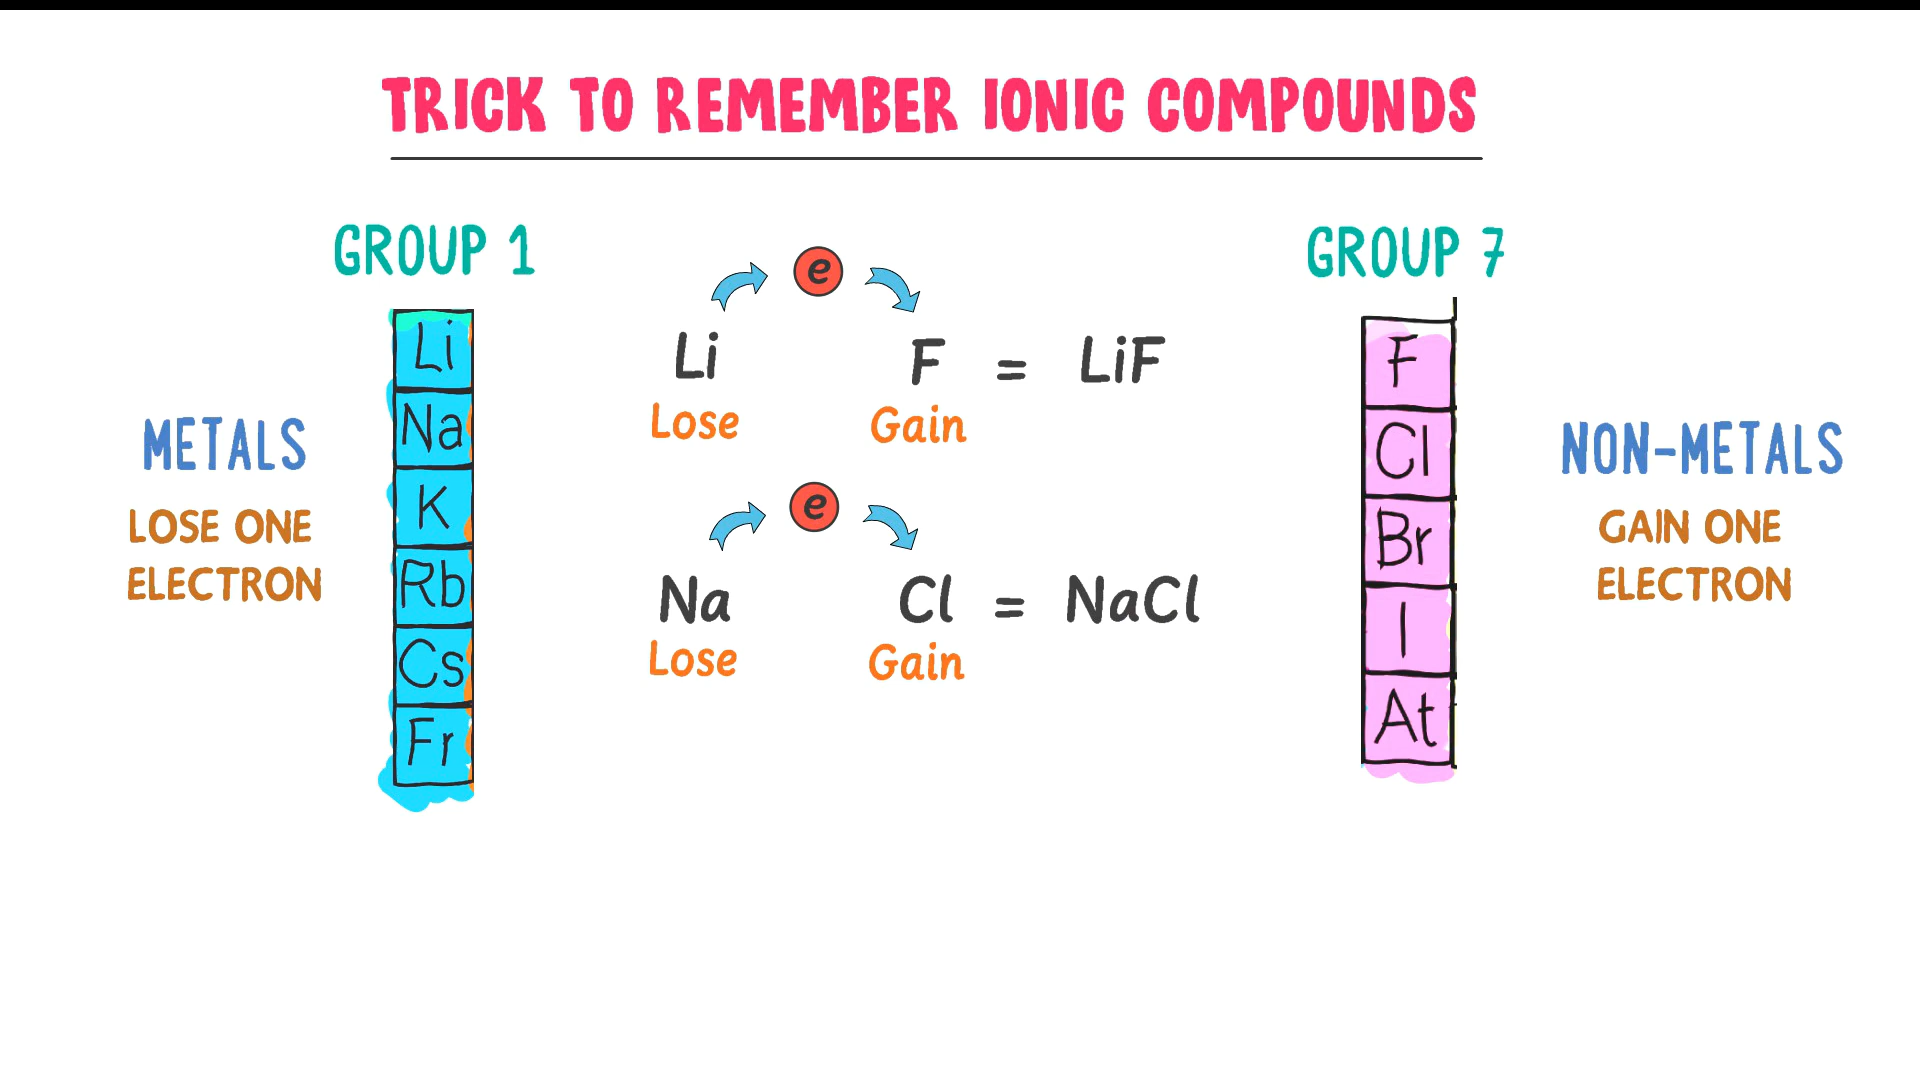 TRICK TO REMEMBER IONIC COMPOUNDS
GROUP 1
Li
Na
K
Rb
Cs
Fr
METALS
LOSE ONE
ELECTRON
e
Li F = LiF
Lose Gain
e
Na Cl = NaCl
Lose Gain
GROUP 7
F
Cl
Br
I
At
NON-METALS
GAIN ONE
ELECTRON